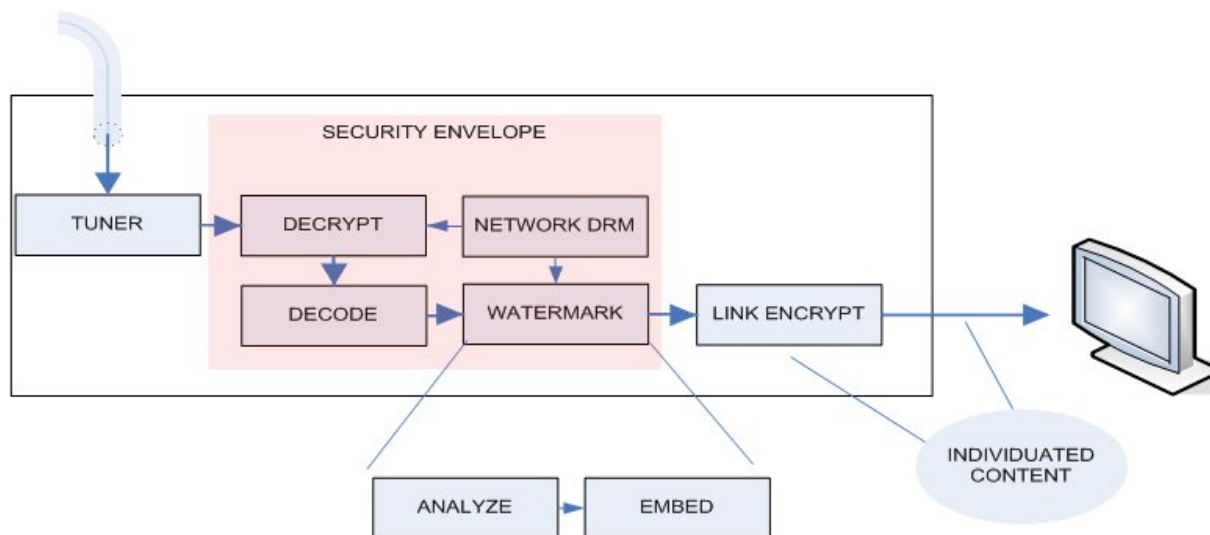 SECURITY ENVELOPE
TUNER
DECRYPT
NETWORK DRM
DECODE
WATERMARK
LINK ENCRYPT
INDIVIDUATED
CONTENT
ANALYZE
EMBED